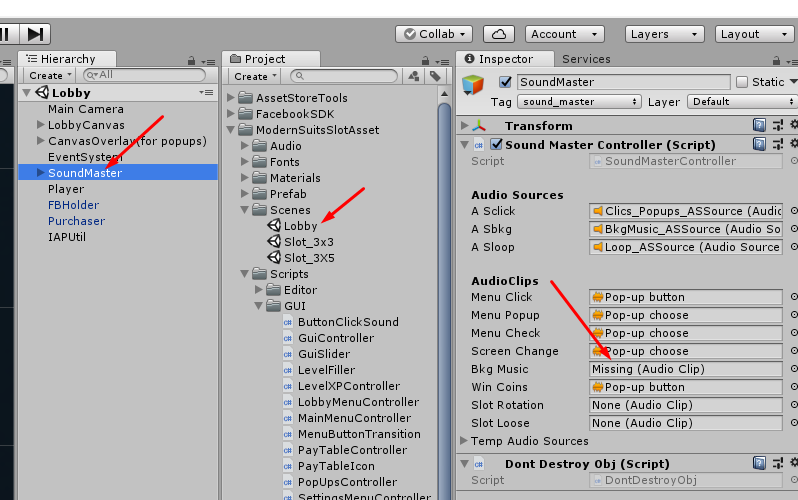 Collab
Account
Layers
Layout
Hierarchy
Create
All
Lobby
Main Camera
LobbyCanvas
CanvasOverlay(for popups)
EventSystem
SoundMaster
Player
FBHolder
Purchaser
IAPUtil
Project
Create
AssetStoreTools
FacebookSDK
ModernSuitsSlotAsset
Audio
Fonts
Materials
Prefab
Scenes
Lobby
Slot_3x3
Slot_3X5
Scripts
Editor
GUI
ButtonClickSound
GuiController
GuiSlider
LevelFiller
LevelXPController
LobbyMenuController
MainMenuController
MenuButtonTransition
PayTableController
PayTableIcon
PopUpsController
SettingsMenuController
Inspector Services
SoundMaster Static
Tag sound_master Layer Default
Transform
Sound Master Controller (Script)
Script SoundMasterController
Audio Sources
A Sclick Clics_Popups_ASSource (Audic
A Sbkg BkgMusic_ASSource (Audio So
A Sloop Loop_ASSource (Audio Source
AudioClips
Menu Click Pop-up button
Menu Popup Pop-up choose
Menu Check Pop-up choose
Screen Change Pop-up choose
Bkg Music Missing (Audio Clip)
Win Coins Pop-up button
Slot Rotation None (Audio Clip)
Slot Loose None (Audio Clip)
Temp Audio Sources
Dont Destroy Obj (Script)
Script DontDestroyObj